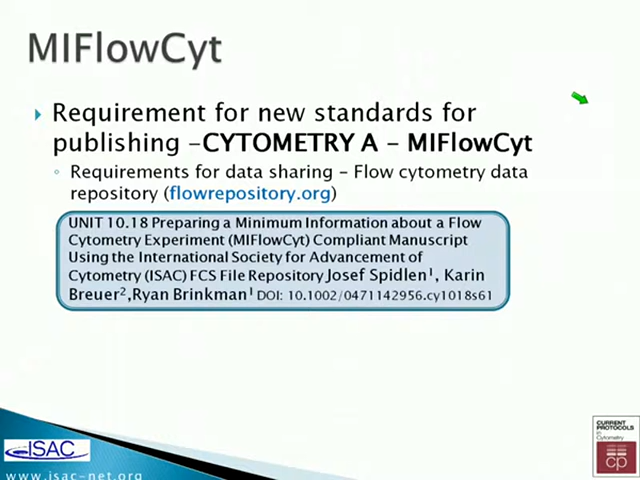 MIFlowCyt
Requirement for new standards for
publishing –CYTOMETRY A – MIFlowCyt
Requirements for data sharing – Flow cytometry data
repository (flowrepository.org)
UNIT 10.18 Preparing a Minimum Information about a Flow
Cytometry Experiment (MIFlowCyt) Compliant Manuscript
Using the International Society for Advancement of
Cytometry (ISAC) FCS File Repository Josef Spidlen¹, Karin
Breuer²,Ryan Brinkman¹ DOI: 10.1002/0471142956.cy1018s61
ISAC
www.isac-net.org
CURRENT
PROTOCOLS
in
Cytometry
cp